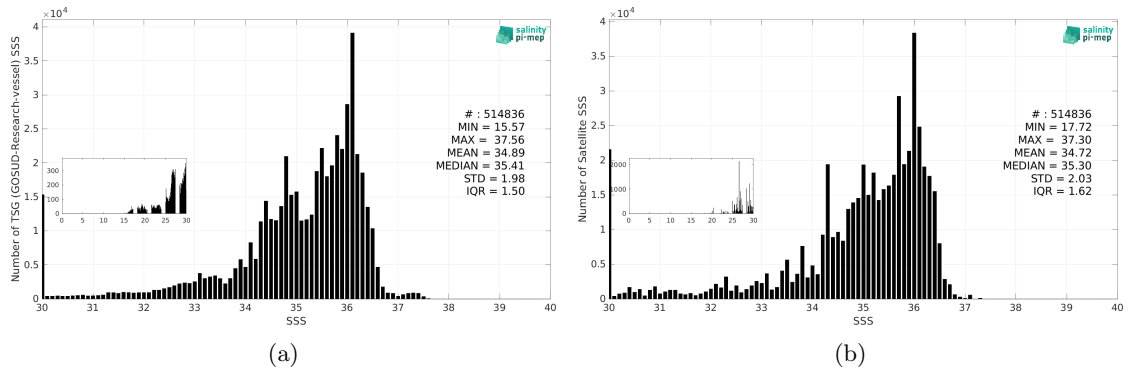 ×10⁴
4
3.5
3
2.5
2
1.5
1
0.5
0
Number of TSG (GOSUD-Research-vessel) SSS
salinity
pi-mep
# : 514836
MIN = 15.57
MAX = 37.56
MEAN = 34.89
MEDIAN = 35.41
STD = 1.98
IQR = 1.50
300
200
100
0
0 5 10 15 20 25 30
30 31 32 33 34 35 36 37 38 39 40
SSS
(a)
×10⁴
4
3.5
3
2.5
2
1.5
1
0.5
0
Number of Satellite SSS
salinity
pi-mep
# : 514836
MIN = 17.72
MAX = 37.30
MEAN = 34.72
MEDIAN = 35.30
STD = 2.03
IQR = 1.62
2000
1000
0
0 5 10 15 20 25 30
30 31 32 33 34 35 36 37 38 39 40
SSS
(b)